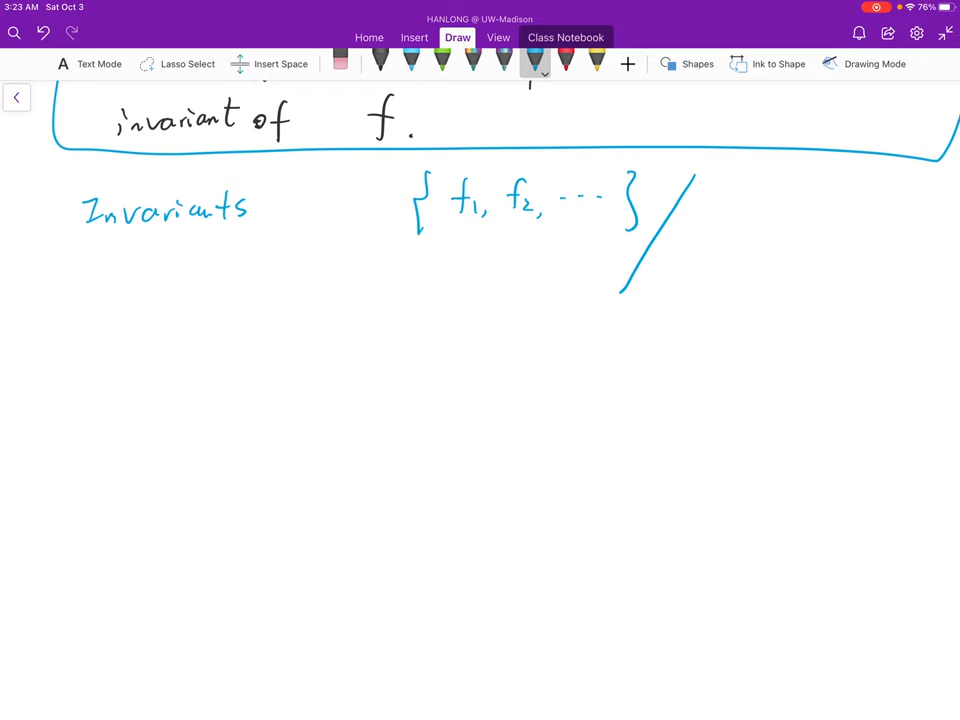 3:23 AM Sat Oct 3
76%
HANLONG @ UW-Madison
Home Insert Draw View Class Notebook
Text Mode Lasso Select Insert Space Shapes Ink to Shape Drawing Mode
invariant of f.
Invariants { f1, f2, ... } /